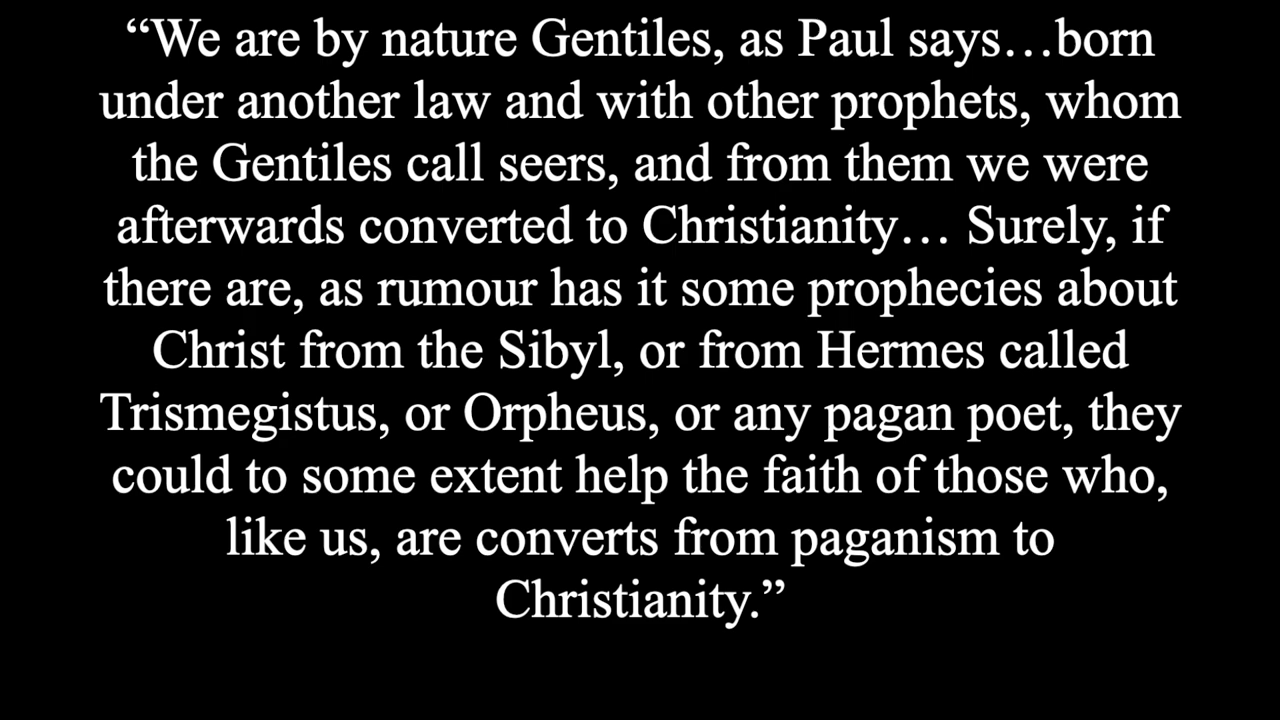 “We are by nature Gentiles, as Paul says…born
under another law and with other prophets, whom
the Gentiles call seers, and from them we were
afterwards converted to Christianity… Surely, if
there are, as rumour has it some prophecies about
Christ from the Sibyl, or from Hermes called
Trismegistus, or Orpheus, or any pagan poet, they
could to some extent help the faith of those who,
like us, are converts from paganism to
Christianity.”